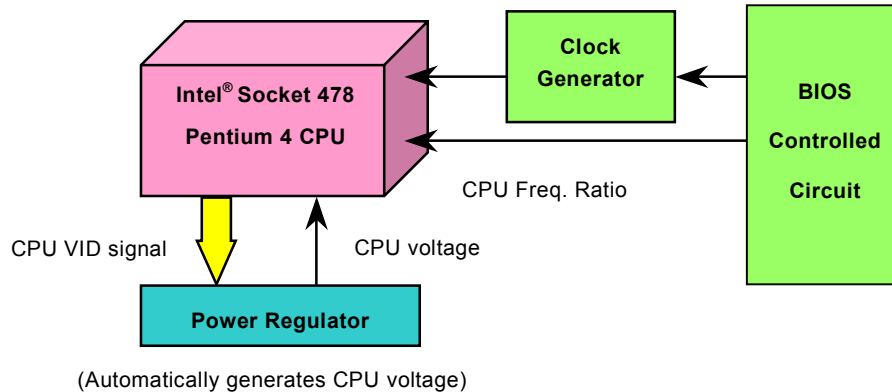 Intel® Socket 478
Pentium 4 CPU
Clock
Generator
BIOS
Controlled
Circuit
CPU Freq. Ratio
CPU VID signal
CPU voltage
Power Regulator
(Automatically generates CPU voltage)